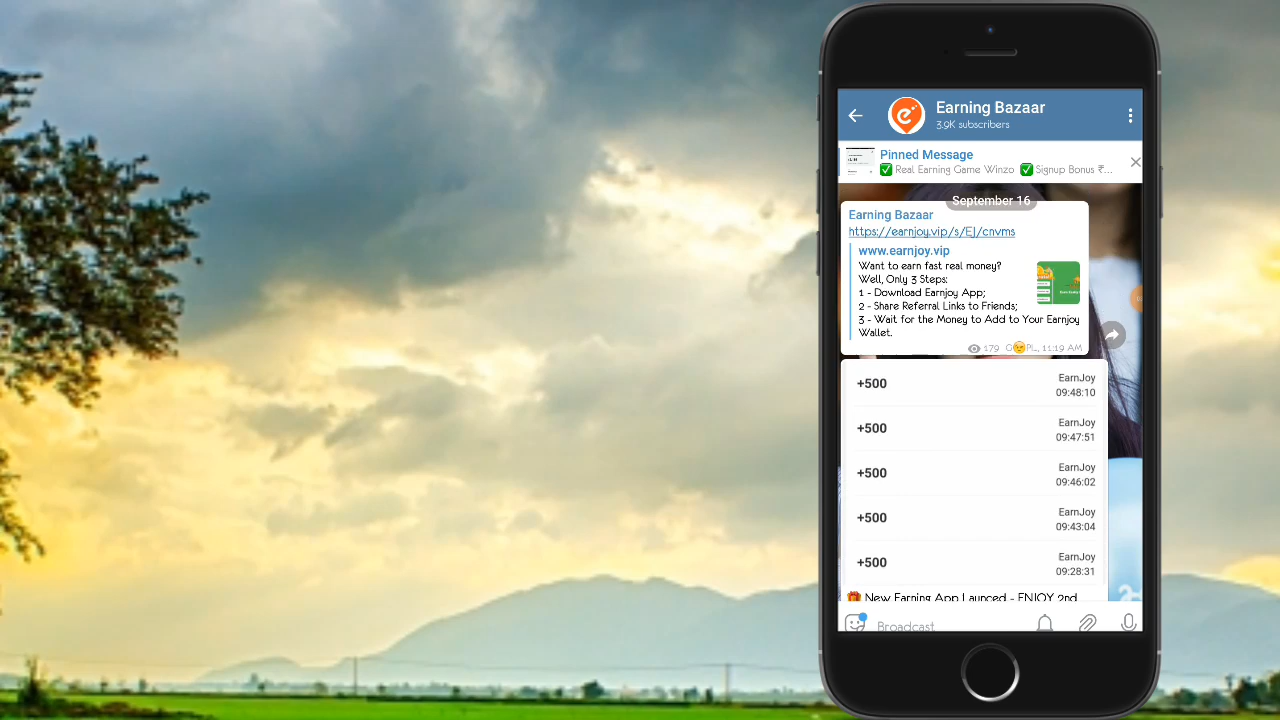 Earning Bazaar
3.9K subscribers
Pinned Message
✅ Real Earning Game Winzo ✅ Signup Bonus ₹...
September 16
Earning Bazaar
https://earnjoy.vip/s/EJ/cnvms
www.earnjoy.vip
Want to earn fast real money?
Well, Only 3 Steps:
1 - Download Earnjoy App;
2 - Share Referral Links to Friends;
3 - Wait for the Money to Add to Your Earnjoy
Wallet.
179 G😉PiL, 11:19 AM
+500 EarnJoy
09:48:10
+500 EarnJoy
09:47:51
+500 EarnJoy
09:46:02
+500 EarnJoy
09:43:04
+500 EarnJoy
09:28:31
🎁 New Earning App Launced - ENJOY 2nd
Broadcast